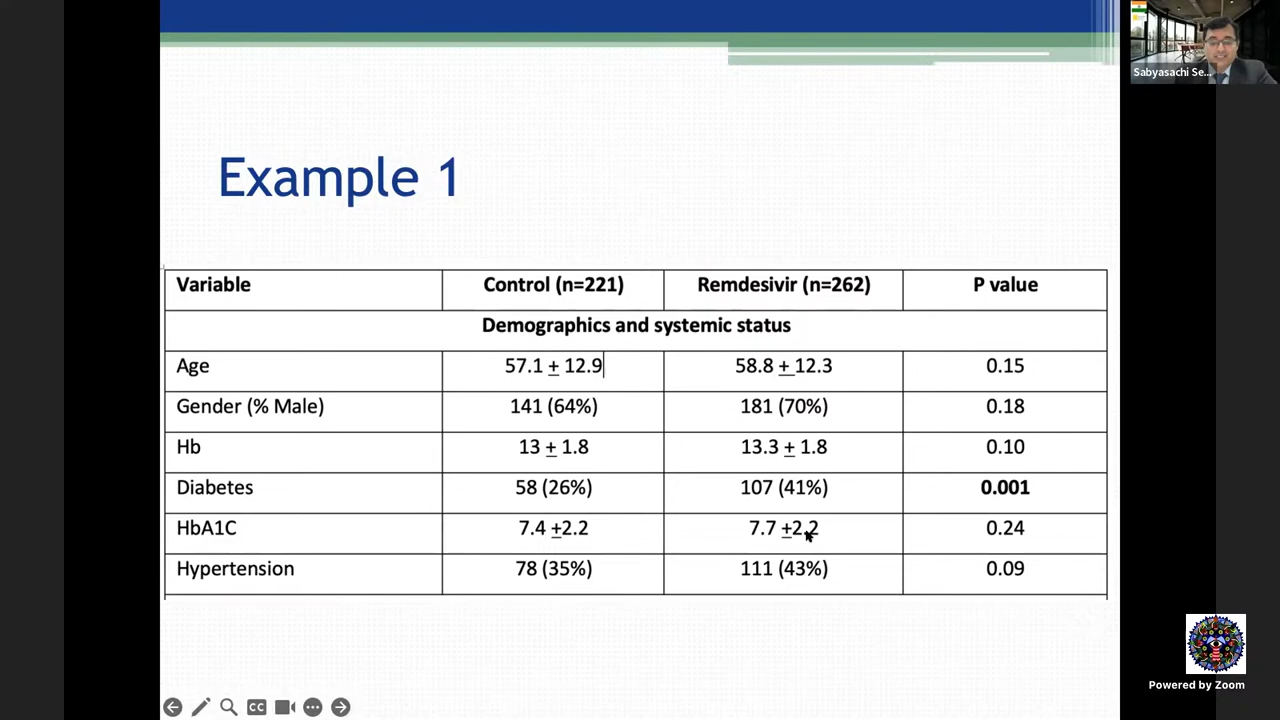 Sabyasachi Se...
Example 1
Variable Control (n=221) Remdesivir (n=262) P value
Demographics and systemic status
Age 57.1 + 12.9 58.8 + 12.3 0.15
Gender (% Male) 141 (64%) 181 (70%) 0.18
Hb 13 + 1.8 13.3 + 1.8 0.10
Diabetes 58 (26%) 107 (41%) 0.001
HbA1C 7.4 +2.2 7.7 +2.2 0.24
Hypertension 78 (35%) 111 (43%) 0.09
CC
Powered by Zoom